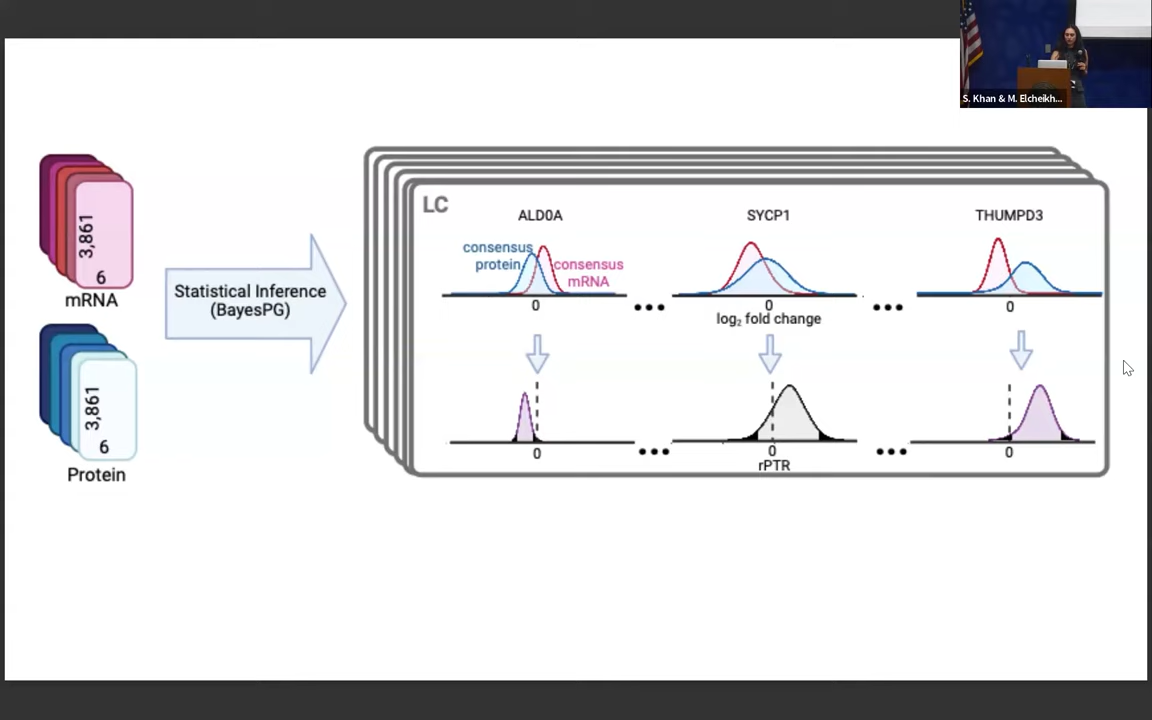 S. Khan & M. Elcheikh...
3,861
6
mRNA
3,861
6
Protein
Statistical Inference
(BayesPG)
LC
ALD0A
SYCP1
THUMPD3
consensus
protein
consensus
mRNA
0
0
0
log₂ fold change
0
0
0
rPTR